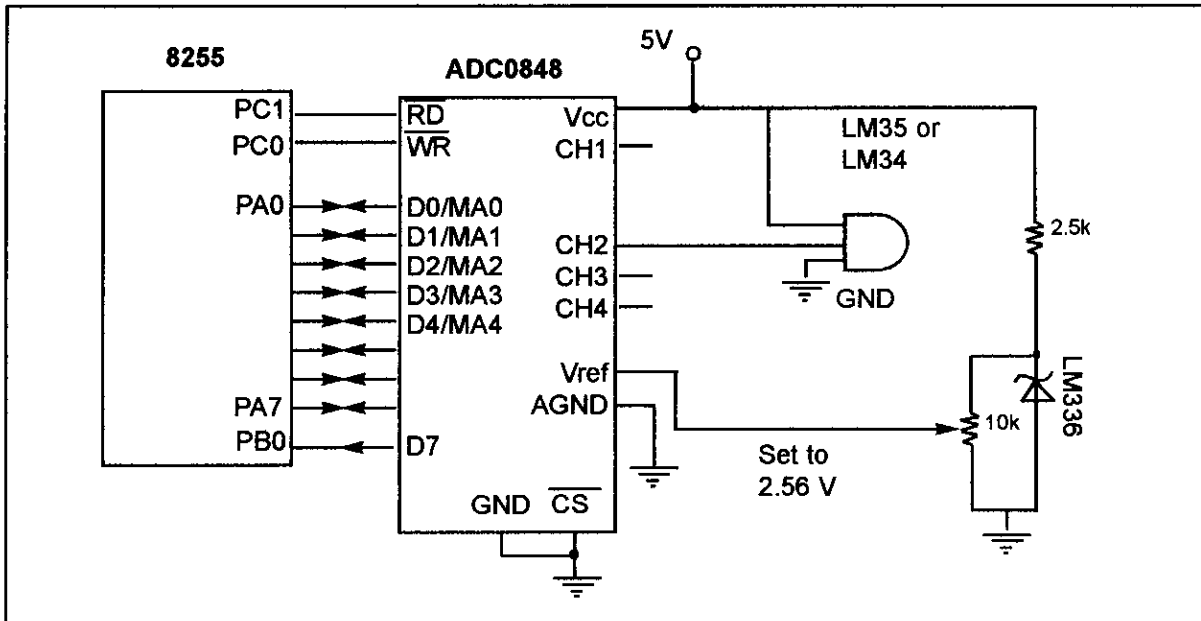 8255
ADC0848
5V
PC1
PC0
PA0
PA7
PB0
RD
WR
D0/MA0
D1/MA1
D2/MA2
D3/MA3
D4/MA4
D7
GND CS
Vcc
CH1
CH2
CH3
CH4
Vref
AGND
LM35 or
LM34
GND
2.5k
LM336
10k
Set to
2.56 V